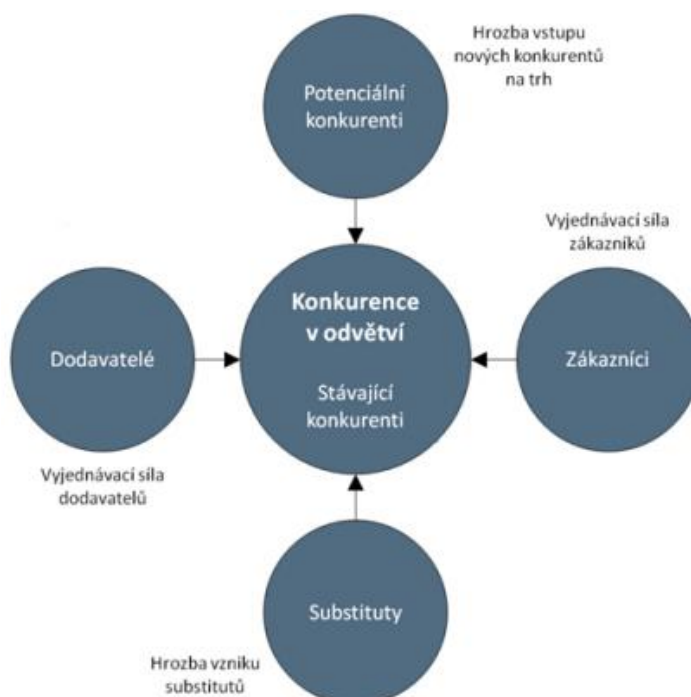 Hrozba vstupu
nových konkurentů
na trh
Potenciální
konkurenti
Vyjednávací síla
zákazníků
Konkurence
v odvětví
Stávající
konkurenti
Dodavatelé
Zákazníci
Vyjednávací síla
dodavatelů
Substituty
Hrozba vzniku
substitutů